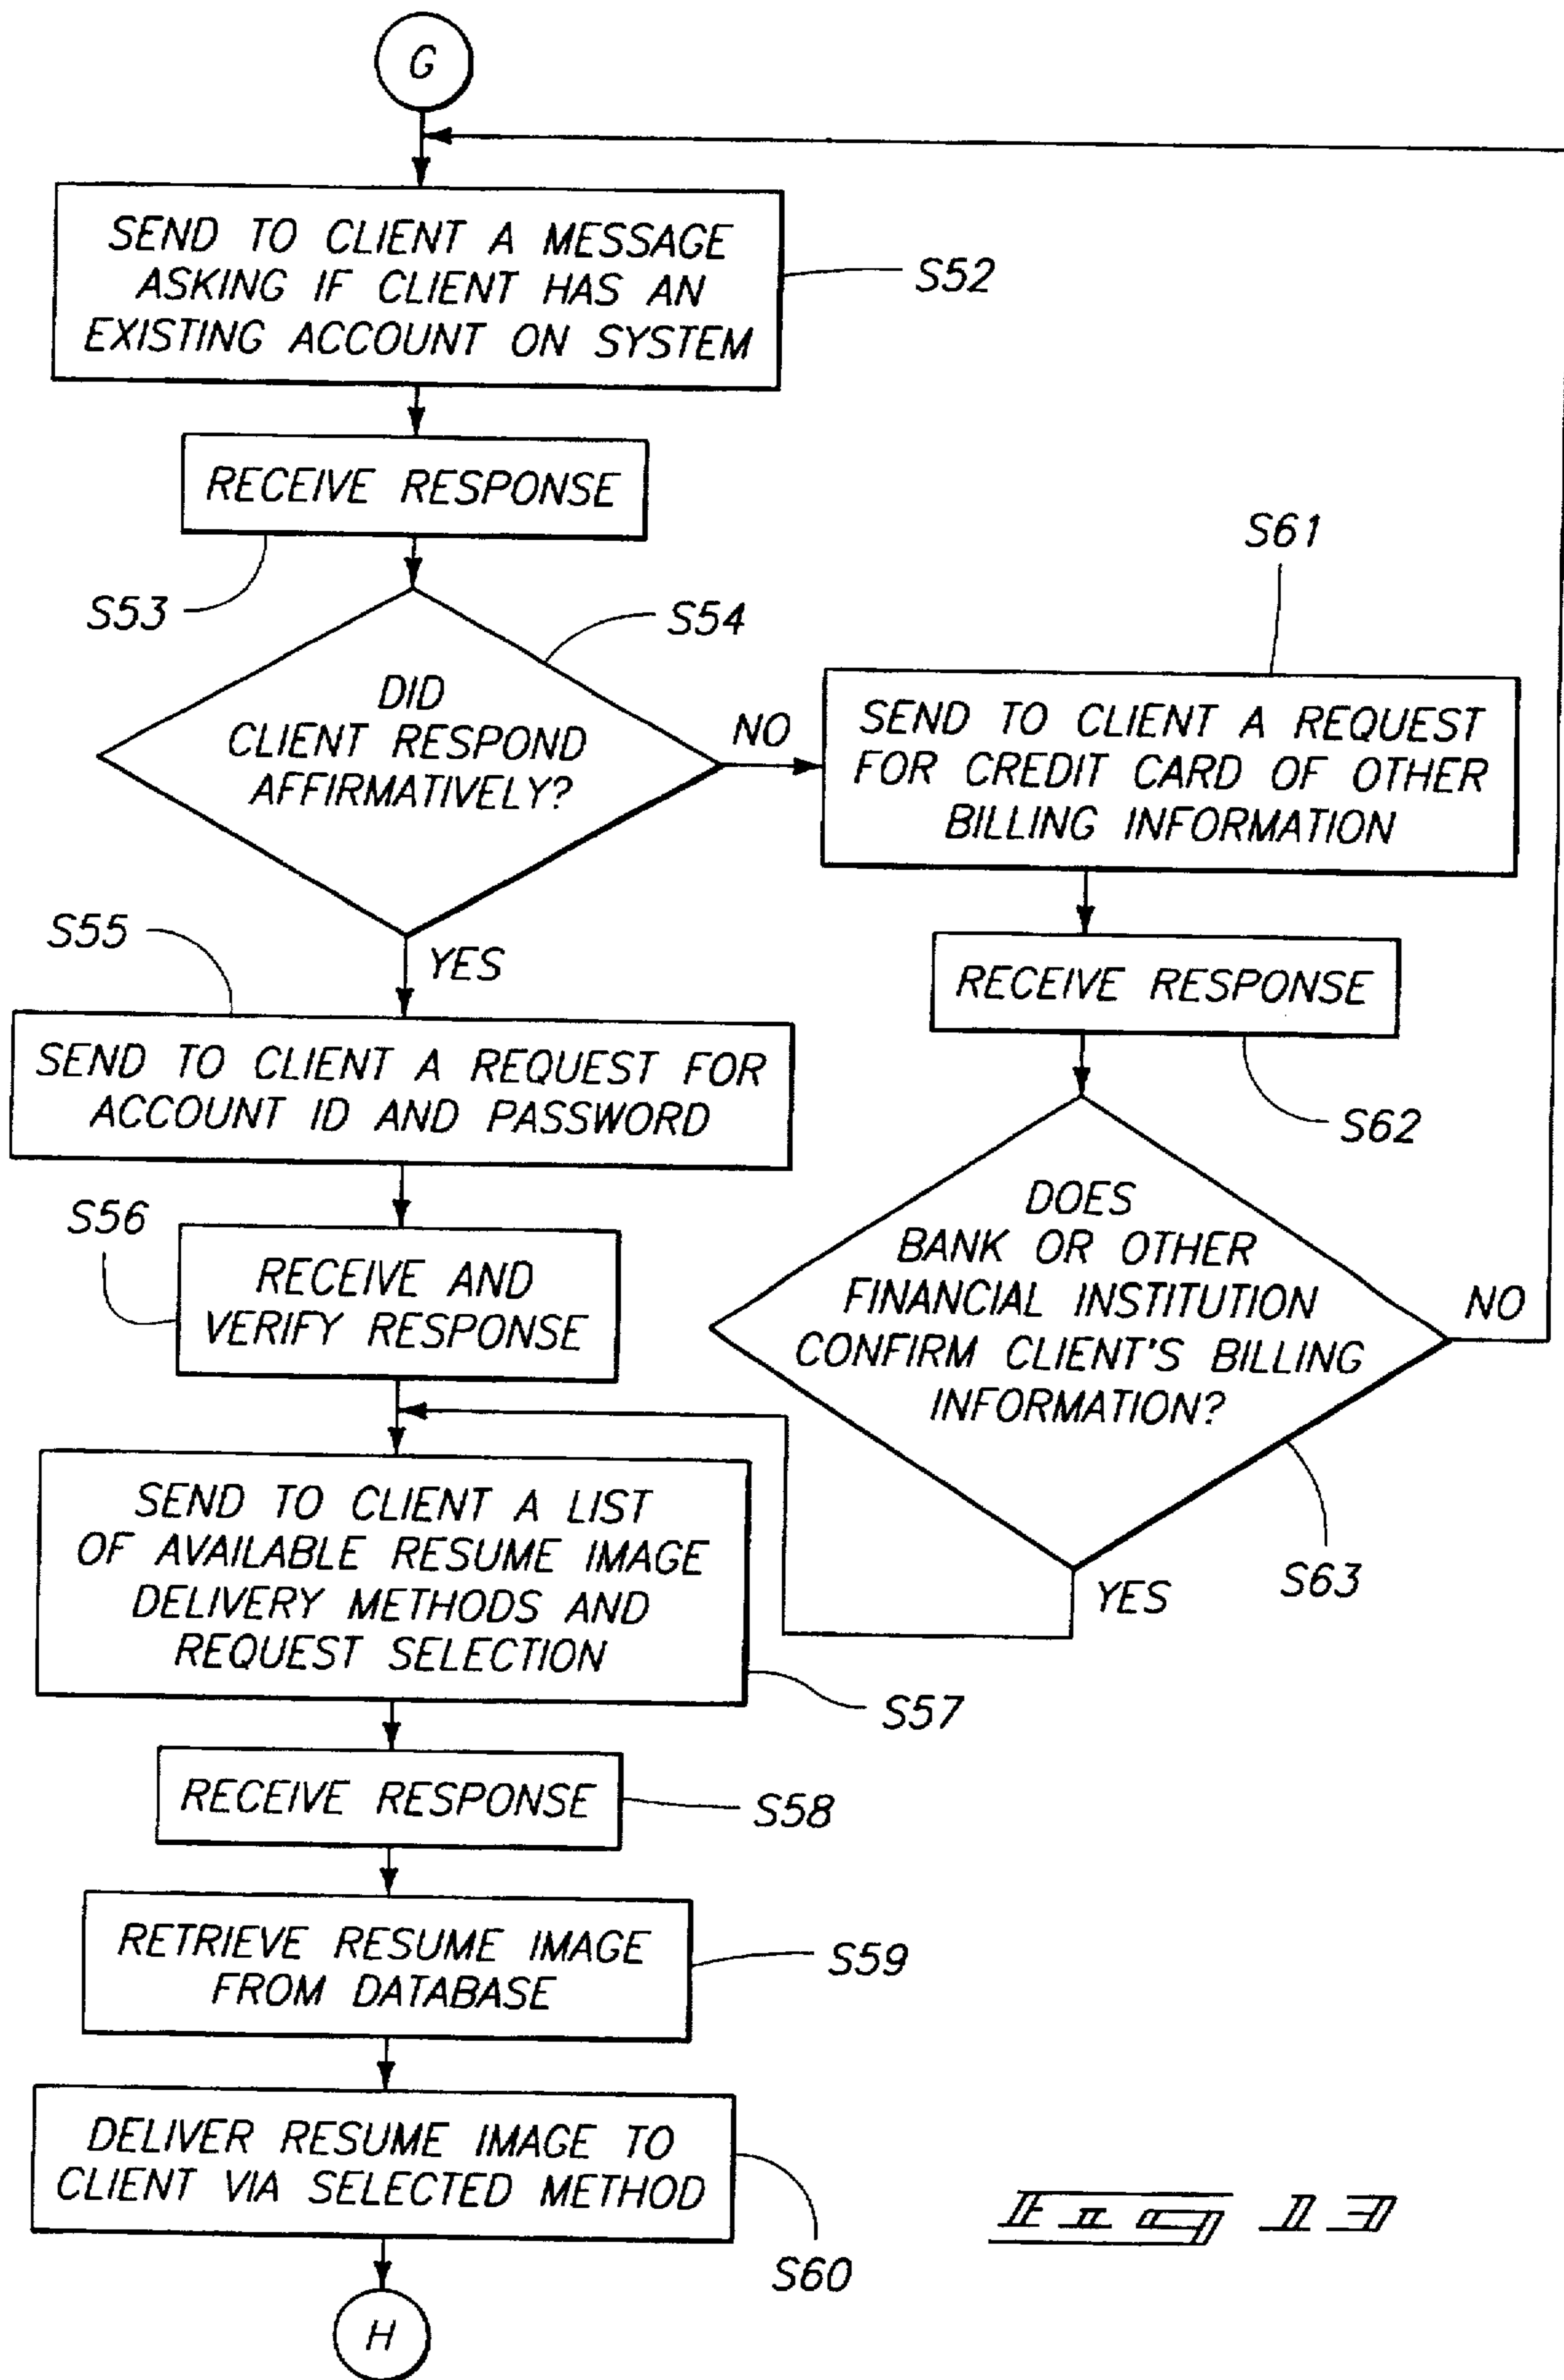 G
SEND TO CLIENT A MESSAGE
ASKING IF CLIENT HAS AN
EXISTING ACCOUNT ON SYSTEM
S52
RECEIVE RESPONSE
S53
DID
CLIENT RESPOND
AFFIRMATIVELY?
S54
NO
YES
S61
SEND TO CLIENT A REQUEST
FOR CREDIT CARD OF OTHER
BILLING INFORMATION
RECEIVE RESPONSE
S62
S55
SEND TO CLIENT A REQUEST FOR
ACCOUNT ID AND PASSWORD
S56
RECEIVE AND
VERIFY RESPONSE
DOES
BANK OR OTHER
FINANCIAL INSTITUTION
CONFIRM CLIENT'S BILLING
INFORMATION?
NO
YES
S63
SEND TO CLIENT A LIST
OF AVAILABLE RESUME IMAGE
DELIVERY METHODS AND
REQUEST SELECTION
S57
RECEIVE RESPONSE
S58
RETRIEVE RESUME IMAGE
FROM DATABASE
S59
DELIVER RESUME IMAGE TO
CLIENT VIA SELECTED METHOD
S60
H
FIG 13